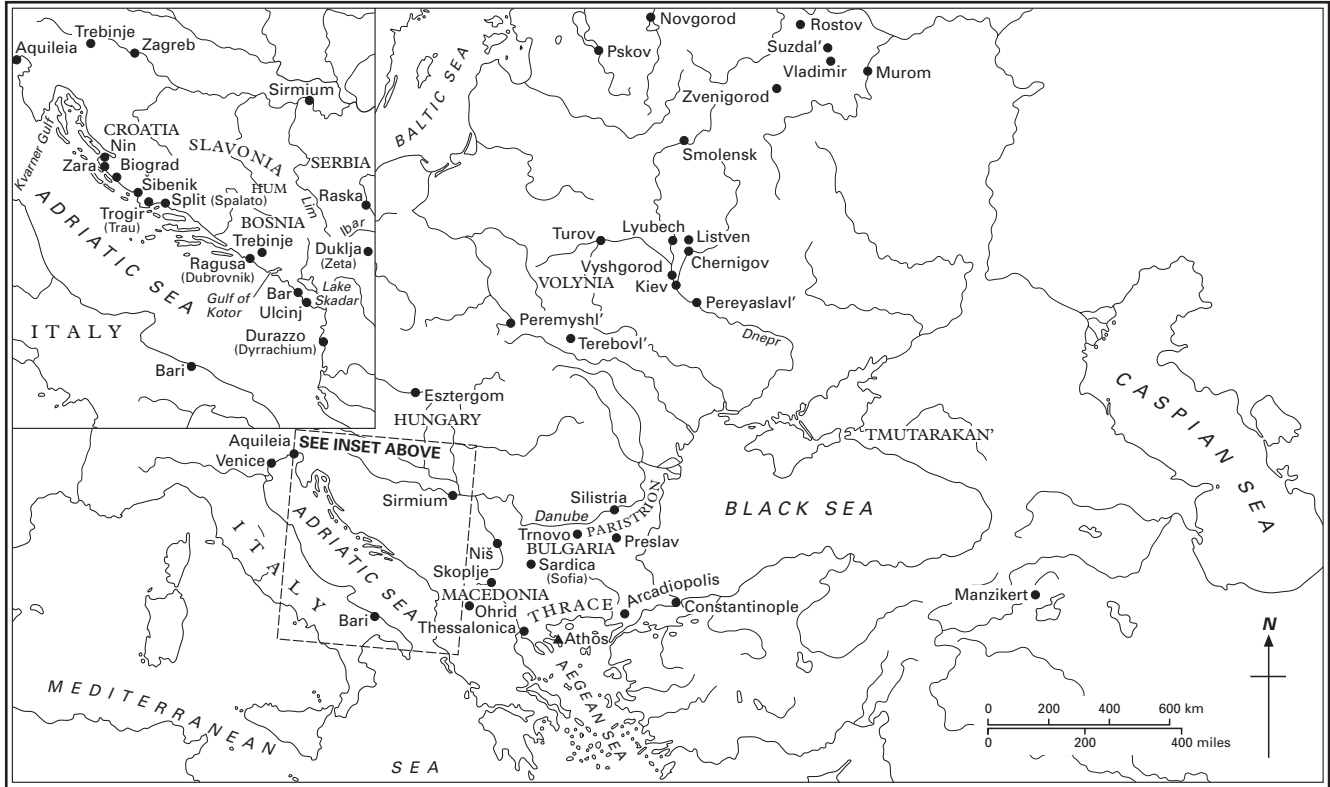 Trebinje
Aquileia
Zagreb
Sirmium
Kvarner Gulf
CROATIA
Nin
Zara
Biograd
SLAVONIA
SERBIA
Šibenik
HUM
Split (Spalato)
Lim
Raska
Trogir
(Trau)
BOSNIA
Ibar
Trebinje
Duklja
(Zeta)
Ragusa
(Dubrovnik)
ADRIATIC SEA
Gulf of
Kotor
Bar
Lake
Skadar
Ulcinj
ITALY
Durazzo
(Dyrrachium)
Bari
Novgorod
Rostov
Pskov
Suzdal'
Vladimir
Murom
BALTIC SEA
Zvenigorod
Smolensk
Turov
Lyubech
Listven
Chernigov
Vyshgorod
VOLYNIA
Kiev
Pereyaslavl'
Peremyshl'
Dnepr
Terebovl'
Esztergom
HUNGARY
CASPIAN SEA
TMUTARAKAN'
Aquileia
SEE INSET ABOVE
Venice
Sirmium
Silistria
Danube
PARISTRION
BLACK SEA
Trnovo
Preslav
BULGARIA
Niš
Sardica
(Sofia)
ADRIATIC SEA
ITALY
Skoplje
MACEDONIA
Arcadiopolis
Manzikert
Ohrid
THRACE
Constantinople
Bari
Thessalonica
Athos
AEGEAN SEA
N
MEDITERRANEAN
SEA
0 200 400 600 km
0 200 400 miles